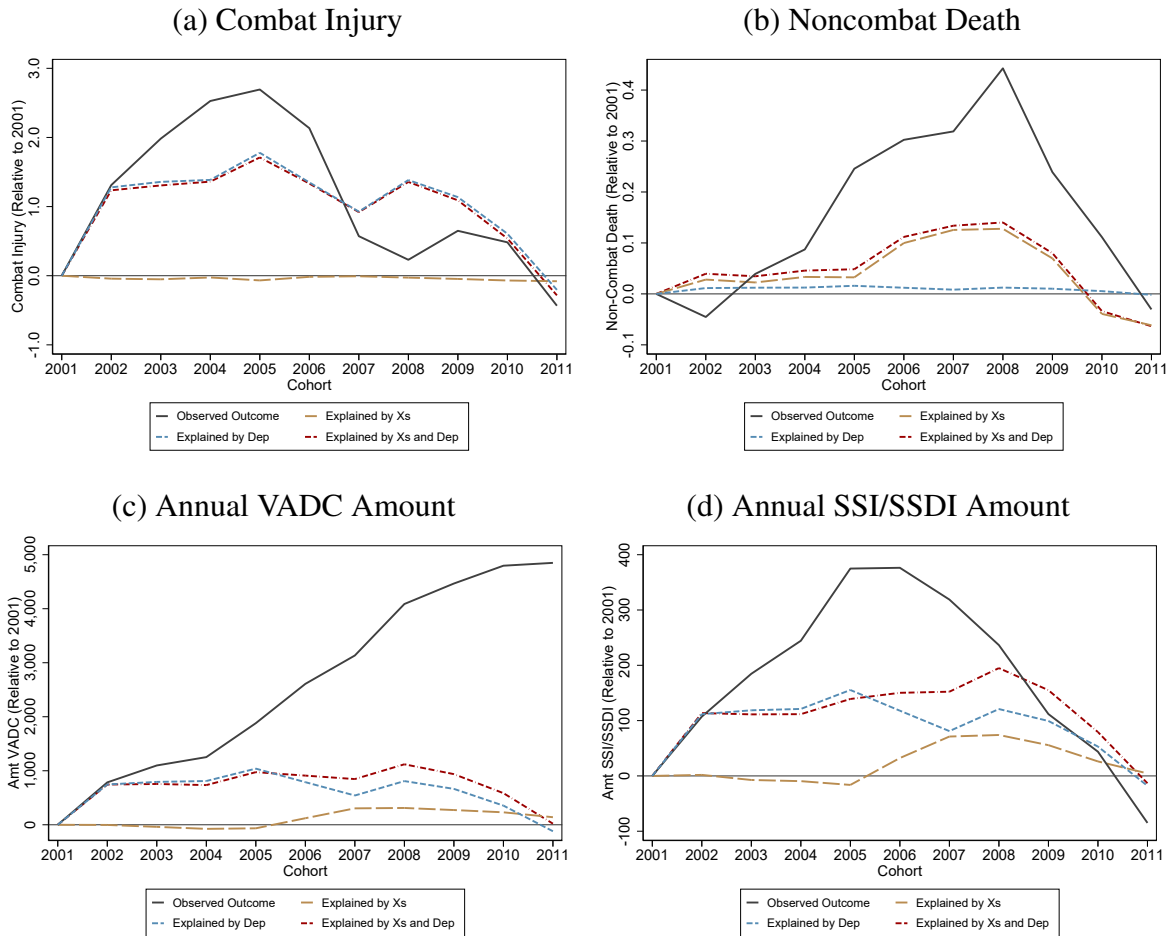 (a) Combat Injury
Combat Injury (Relative to 2001)
3.0
2.0
1.0
0.0
-1.0
2001 2002 2003 2004 2005 2006 2007 2008 2009 2010 2011
Cohort
Observed Outcome Explained by Xs
Explained by Dep Explained by Xs and Dep
(b) Noncombat Death
Non-Combat Death (Relative to 2001)
0.4
0.3
0.2
0.1
0.0
-0.1
2001 2002 2003 2004 2005 2006 2007 2008 2009 2010 2011
Cohort
Observed Outcome Explained by Xs
Explained by Dep Explained by Xs and Dep
(c) Annual VADC Amount
Amt VADC (Relative to 2001)
5,000
4,000
3,000
2,000
1,000
0
2001 2002 2003 2004 2005 2006 2007 2008 2009 2010 2011
Cohort
Observed Outcome Explained by Xs
Explained by Dep Explained by Xs and Dep
(d) Annual SSI/SSDI Amount
Amt SSI/SSDI (Relative to 2001)
400
300
200
100
0
-100
2001 2002 2003 2004 2005 2006 2007 2008 2009 2010 2011
Cohort
Observed Outcome Explained by Xs
Explained by Dep Explained by Xs and Dep